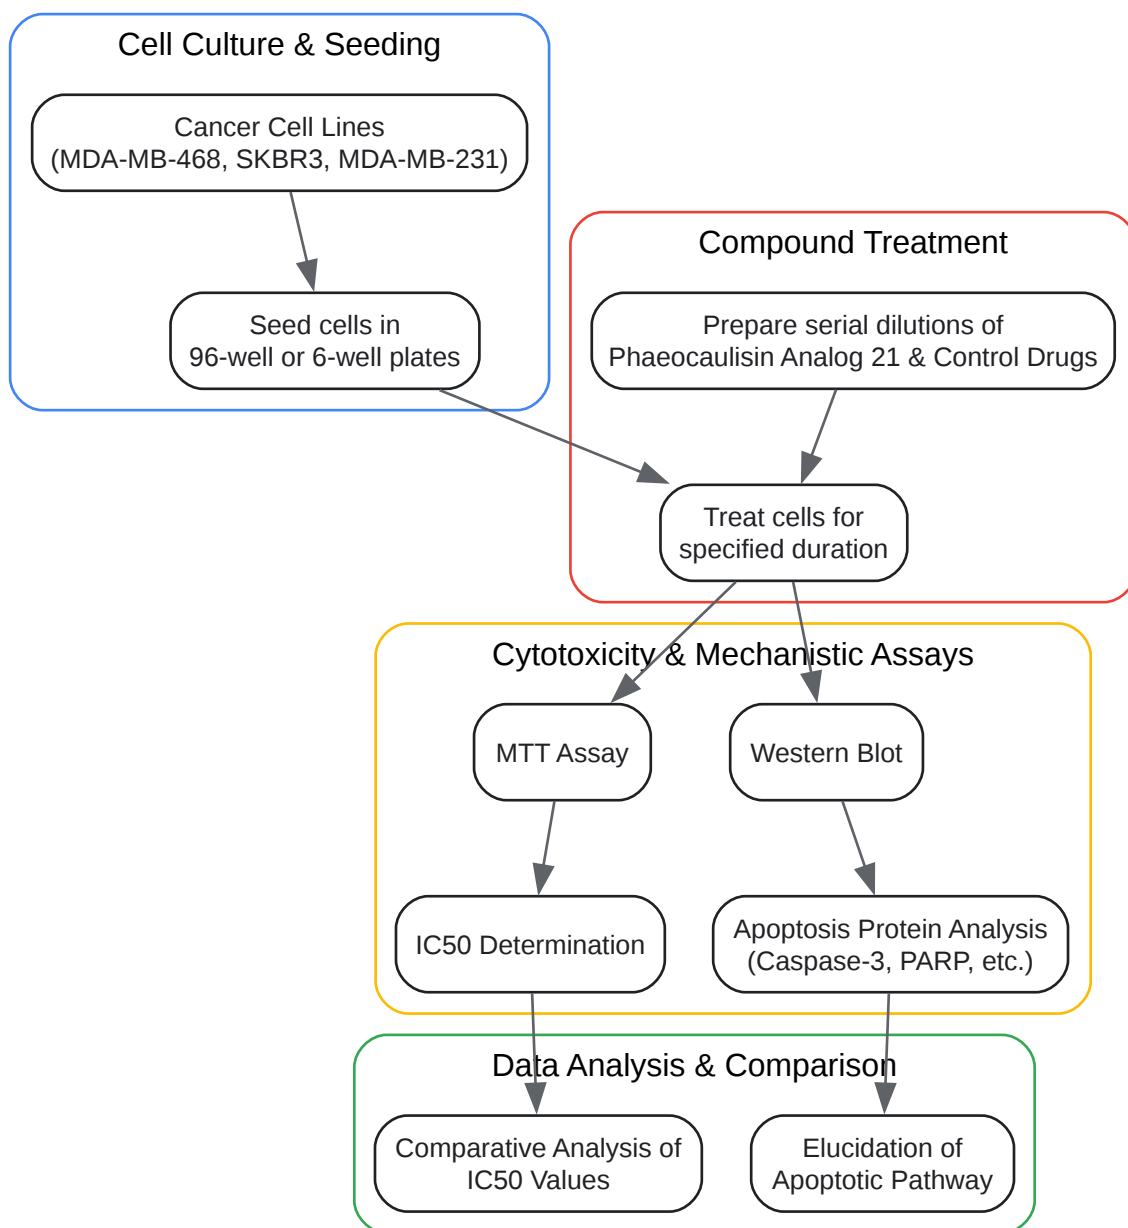 Cell Culture & Seeding
Cancer Cell Lines
(MDA-MB-468, SKBR3, MDA-MB-231)
Seed cells in
96-well or 6-well plates
Compound Treatment
Prepare serial dilutions of
Phaeocaulisin Analog 21 & Control Drugs
Treat cells for
specified duration
Cytotoxicity & Mechanistic Assays
MTT Assay
Western Blot
IC50 Determination
Apoptosis Protein Analysis
(Caspase-3, PARP, etc.)
Data Analysis & Comparison
Comparative Analysis of
IC50 Values
Elucidation of
Apoptotic Pathway